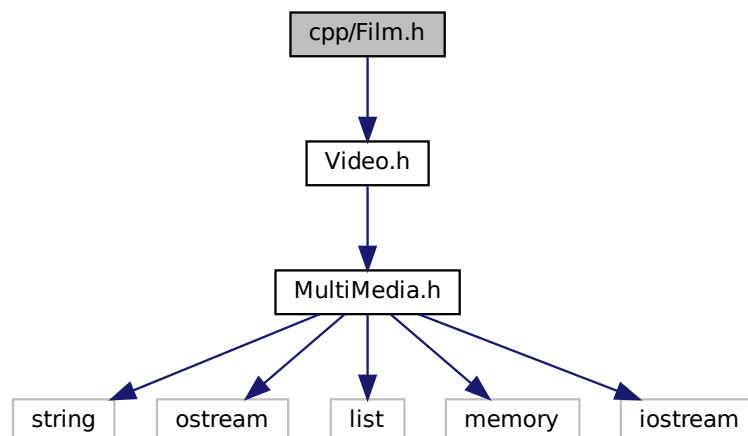 cpp/Film.h
Video.h
MultiMedia.h
string
ostream
list
memory
iostream